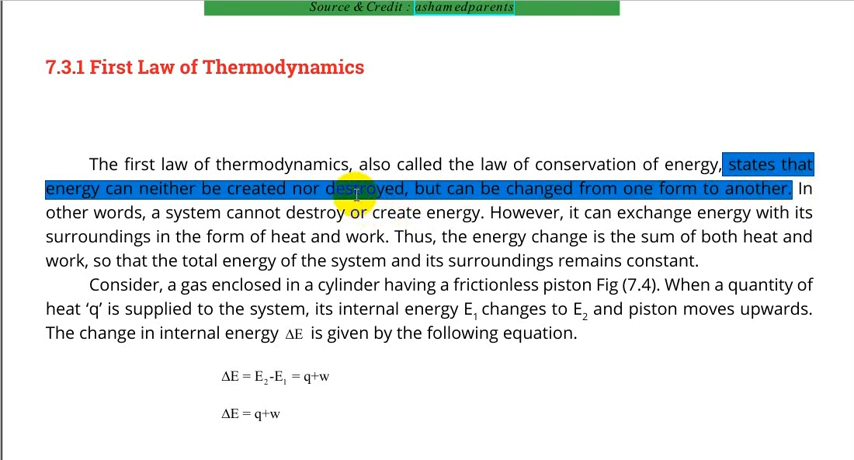 Source & Credit : ashamedparents
7.3.1 First Law of Thermodynamics
The first law of thermodynamics, also called the law of conservation of energy, states that
energy can neither be created nor destroyed, but can be changed from one form to another. In
other words, a system cannot destroy or create energy. However, it can exchange energy with its
surroundings in the form of heat and work. Thus, the energy change is the sum of both heat and
work, so that the total energy of the system and its surroundings remains constant.
Consider, a gas enclosed in a cylinder having a frictionless piston Fig (7.4). When a quantity of
heat ‘q’ is supplied to the system, its internal energy E₁ changes to E₂ and piston moves upwards.
The change in internal energy ΔE is given by the following equation.
ΔE = E₂-E₁ = q+w
ΔE = q+w